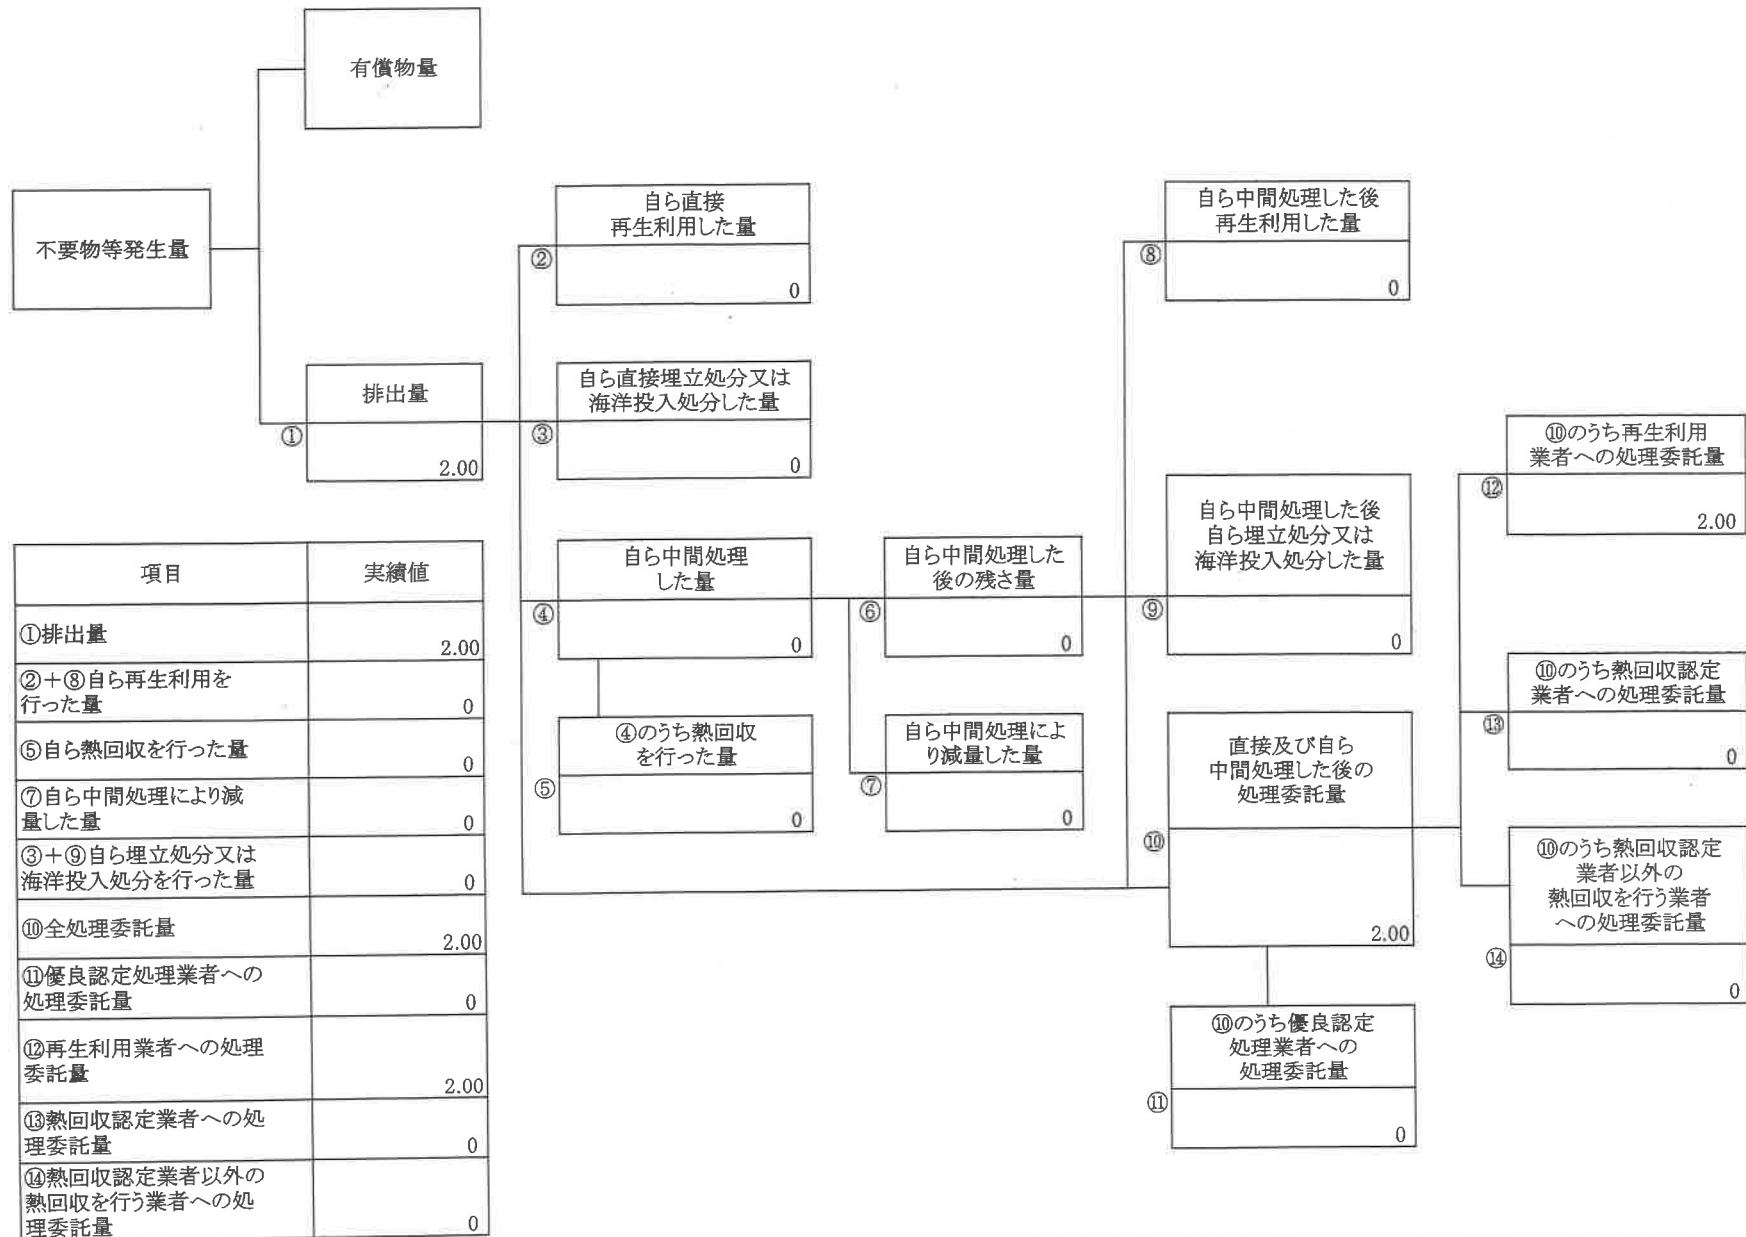 有償物量
不要物等発生量
排出量
①
2.00
自ら直接
再生利用した量
②
0
自ら直接埋立処分又は
海洋投入処分した量
③
0
自ら中間処理
した量
④
0
④のうち熱回収
を行った量
⑤
0
自ら中間処理した
後の残さ量
⑥
0
自ら中間処理によ
り減量した量
⑦
0
自ら中間処理した後
再生利用した量
⑧
0
自ら中間処理した後
自ら埋立処分又は
海洋投入処分した量
⑨
0
直接及び自ら
中間処理した後の
処理委託量
⑩
2.00
⑩のうち優良認定
処理業者への
処理委託量
⑪
0
⑩のうち再生利用
業者への処理委託量
⑫
2.00
⑩のうち熱回収認定
業者への処理委託量
⑬
0
⑩のうち熱回収認定
業者以外の
熱回収を行う業者
への処理委託量
⑭
0
項目 実績値
①排出量
2.00
②+⑧自ら再生利用を
行った量 0
⑤自ら熱回収を行った量
0
⑦自ら中間処理により減
量した量 0
③+⑨自ら埋立処分又は
海洋投入処分を行った量 0
⑩全処理委託量
2.00
⑪優良認定処理業者への
処理委託量 0
⑫再生利用業者への処理
委託量 2.00
⑬熱回収認定業者への処
理委託量 0
⑭熱回収認定業者以外の
熱回収を行う業者への処
理委託量 0